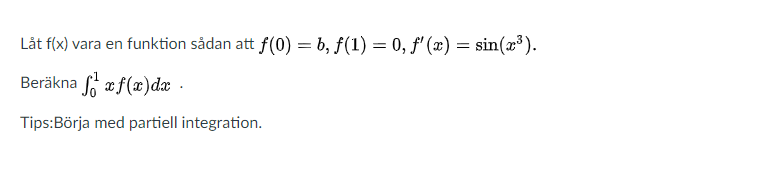 Låt f(x) vara en funktion sådan att f(0) = b, f(1) = 0, f′(x) = sin(x³).
Beräkna ∫₀¹ xf(x)dx .
Tips:Börja med partiell integration.